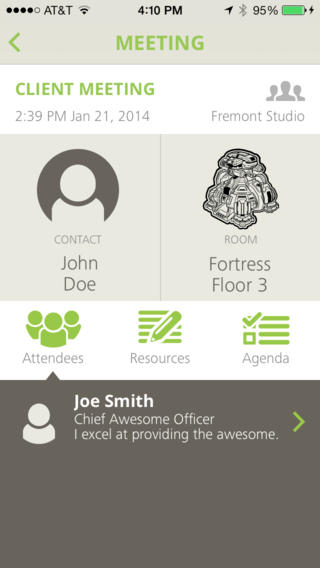 AT&T 4:10 PM 95%
MEETING
CLIENT MEETING
2:39 PM Jan 21, 2014 Fremont Studio
CONTACT
John
Doe
ROOM
Fortress
Floor 3
Attendees Resources Agenda
Joe Smith
Chief Awesome Officer
I excel at providing the awesome.